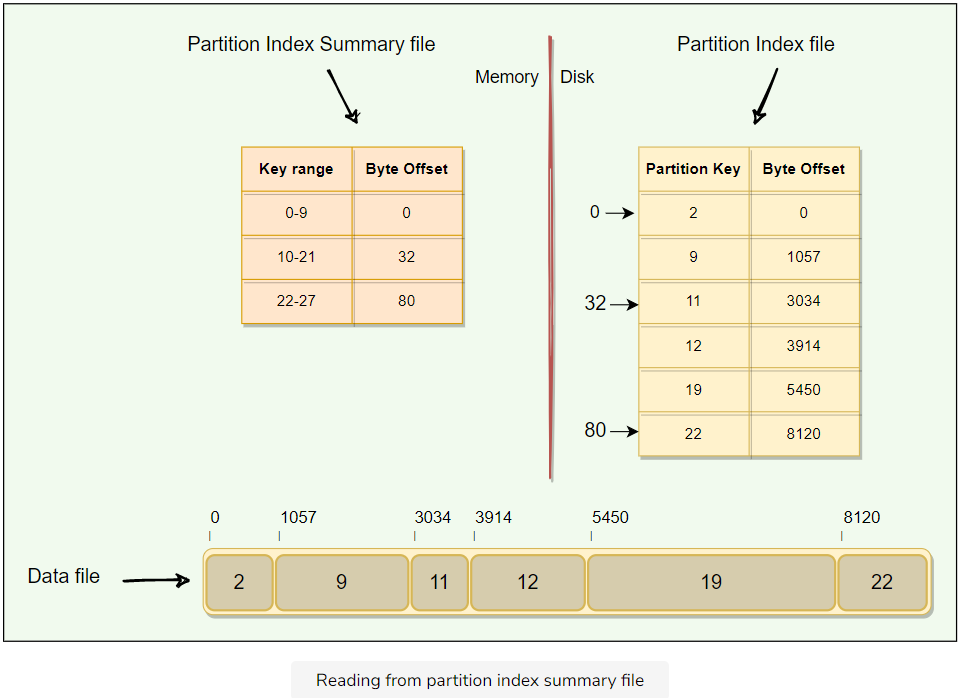 Partition Index Summary file
Partition Index file
Memory
Disk
Key range Byte Offset
0-9 0
10-21 32
22-27 80
Partition Key Byte Offset
0 2 0
9 1057
32 11 3034
12 3914
19 5450
80 22 8120
0 1057 3034 3914 5450 8120
Data file 2 9 11 12 19 22
Reading from partition index summary file